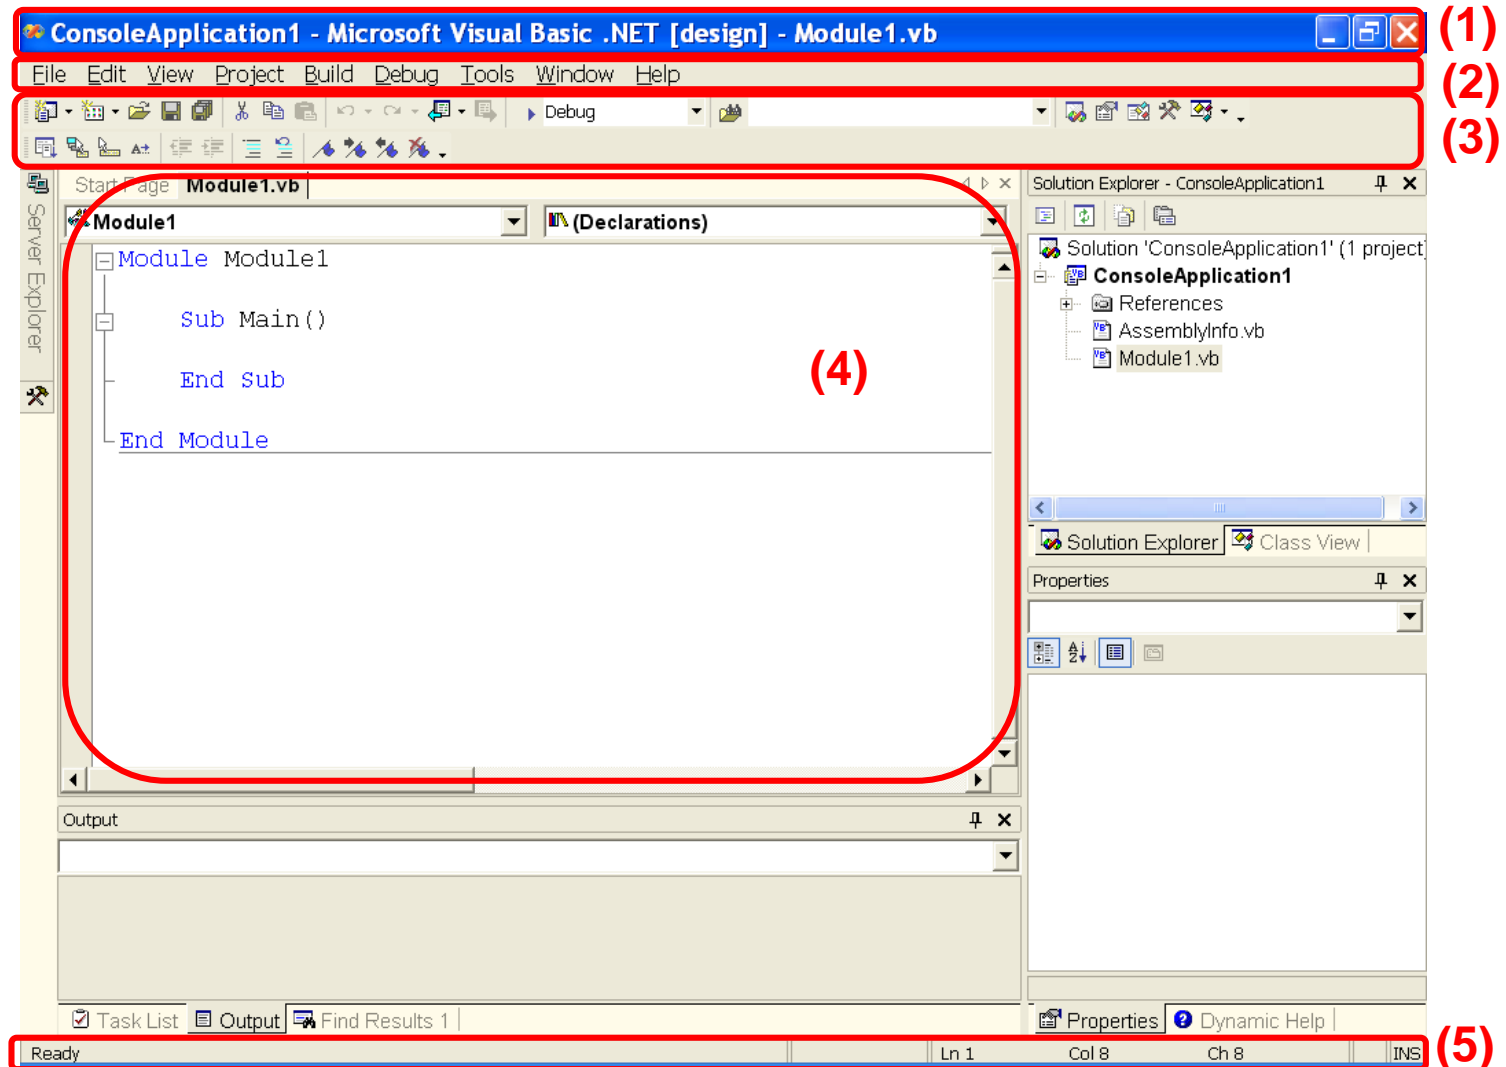 ConsoleApplication1 - Microsoft Visual Basic .NET [design] - Module1.vb
(1)
File Edit View Project Build Debug Tools Window Help
(2)
Debug
(3)
Start Page Module1.vb
Solution Explorer - ConsoleApplication1
Server Explorer
Module1
(Declarations)
Module Module1
Sub Main()
End Sub
End Module
(4)
Solution 'ConsoleApplication1' (1 project
ConsoleApplication1
References
AssemblyInfo.vb
Module1.vb
Solution Explorer Class View
Properties
Output
Task List Output Find Results 1
Properties Dynamic Help
Ready Ln 1 Col 8 Ch 8 INS
(5)